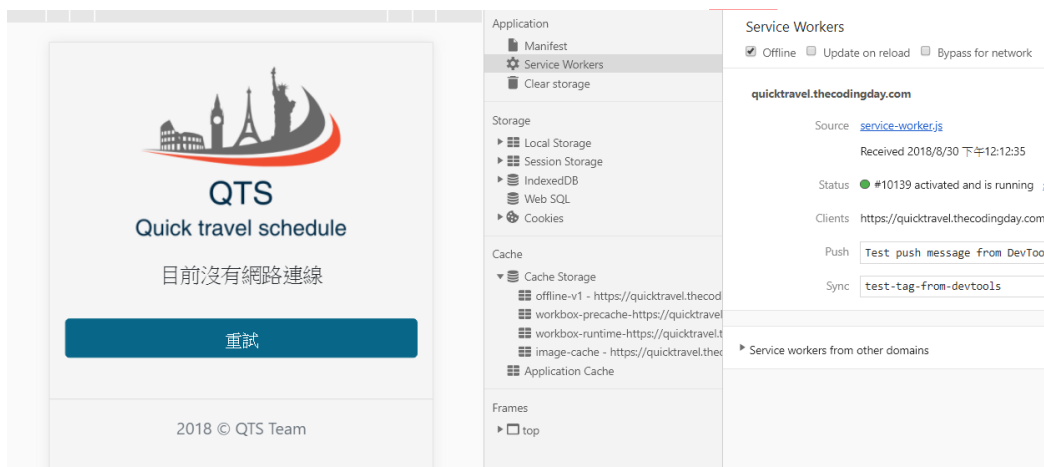 QTS
Quick travel schedule
目前沒有網路連線
重試
2018 © QTS Team
Application
Manifest
Service Workers
Clear storage
Storage
Local Storage
Session Storage
IndexedDB
Web SQL
Cookies
Cache
Cache Storage
offline-v1 - https://quicktravel.thecod
workbox-precache-https://quicktravel
workbox-runtime-https://quicktravel.t
image-cache - https://quicktravel.thec
Application Cache
Frames
top
Service Workers
Offline Update on reload Bypass for network
quicktravel.thecodingday.com
Source service-worker.js
Received 2018/8/30 下午12:12:35
Status #10139 activated and is running
Clients https://quicktravel.thecodingday.com
Push Test push message from DevToo
Sync test-tag-from-devtools
Service workers from other domains